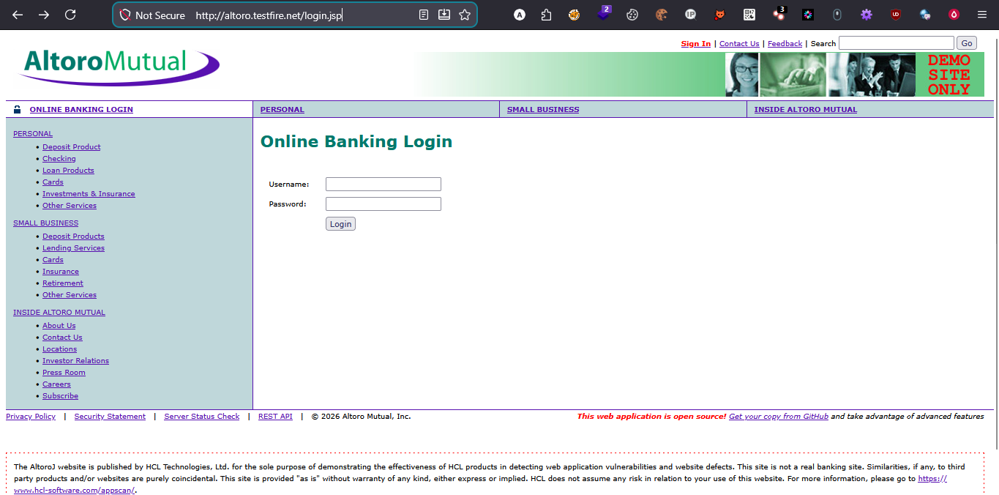 Not Secure http://altoro.testfire.net/login.jsp
2
IP
3
UD
Sign In | Contact Us | Feedback | Search Go
AltoroMutual
DEMO
SITE
ONLY
ONLINE BANKING LOGIN PERSONAL SMALL BUSINESS INSIDE ALTORO MUTUAL
PERSONAL
• Deposit Product
• Checking
• Loan Products
• Cards
• Investments & Insurance
• Other Services
SMALL BUSINESS
• Deposit Products
• Lending Services
• Cards
• Insurance
• Retirement
• Other Services
INSIDE ALTORO MUTUAL
• About Us
• Contact Us
• Locations
• Investor Relations
• Press Room
• Careers
• Subscribe
Online Banking Login
Username:
Password:
Login
Privacy Policy | Security Statement | Server Status Check | REST API | © 2026 Altoro Mutual, Inc. This web application is open source! Get your copy from GitHub and take advantage of advanced features
The AltoroJ website is published by HCL Technologies, Ltd. for the sole purpose of demonstrating the effectiveness of HCL products in detecting web application vulnerabilities and website defects. This site is not a real banking site. Similarities, if any, to third
party products and/or websites are purely coincidental. This site is provided "as is" without warranty of any kind, either express or implied. HCL does not assume any risk in relation to your use of this website. For more information, please go to https://
www.hcl-software.com/appscan/.